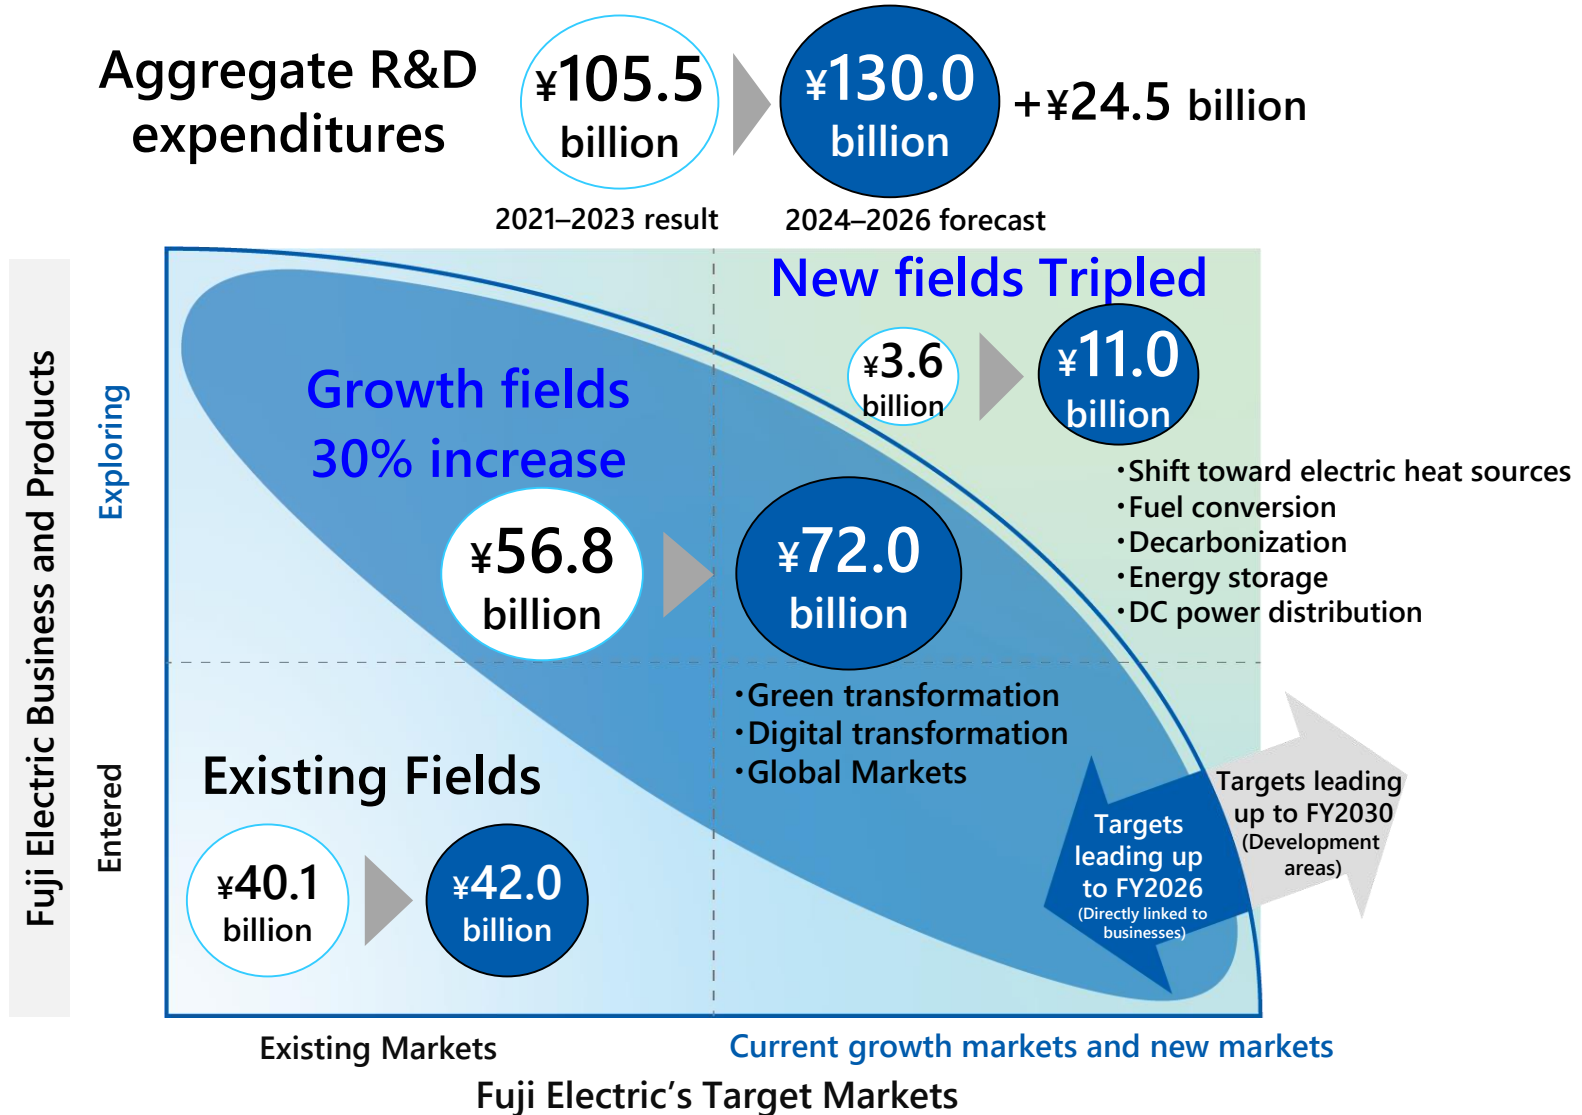 Aggregate R&D
expenditures
¥105.5
billion
¥130.0
billion
+¥24.5 billion
2021–2023 result
2024–2026 forecast
New fields Tripled
¥3.6
billion
¥11.0
billion
・Shift toward electric heat sources
・Fuel conversion
・Decarbonization
・Energy storage
・DC power distribution
Growth fields
30% increase
¥56.8
billion
¥72.0
billion
・Green transformation
・Digital transformation
・Global Markets
Existing Fields
¥40.1
billion
¥42.0
billion
Targets
leading up
to FY2026
(Directly linked to
businesses)
Targets leading
up to FY2030
(Development
areas)
Fuji Electric Business and Products
Exploring
Entered
Existing Markets
Current growth markets and new markets
Fuji Electric’s Target Markets